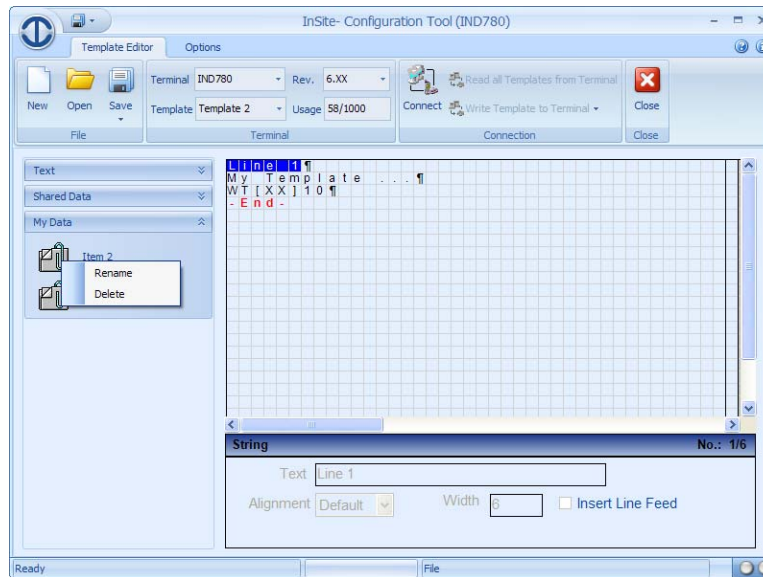 InSite- Configuration Tool (IND780)
Template Editor Options
Terminal IND780 Rev. 6.XX
Template Template 2 Usage 58/1000
New Open Save
Connect Read all Templates from Terminal
Write Template to Terminal
Close
File Terminal Connection Close
Text
Shared Data
My Data
Item 2
Rename
Delete
Line 1¶
My Template ...¶
WT[XX]10¶
-End-
String No.: 1/6
Text Line 1
Alignment Default Width 6 Insert Line Feed
Ready File